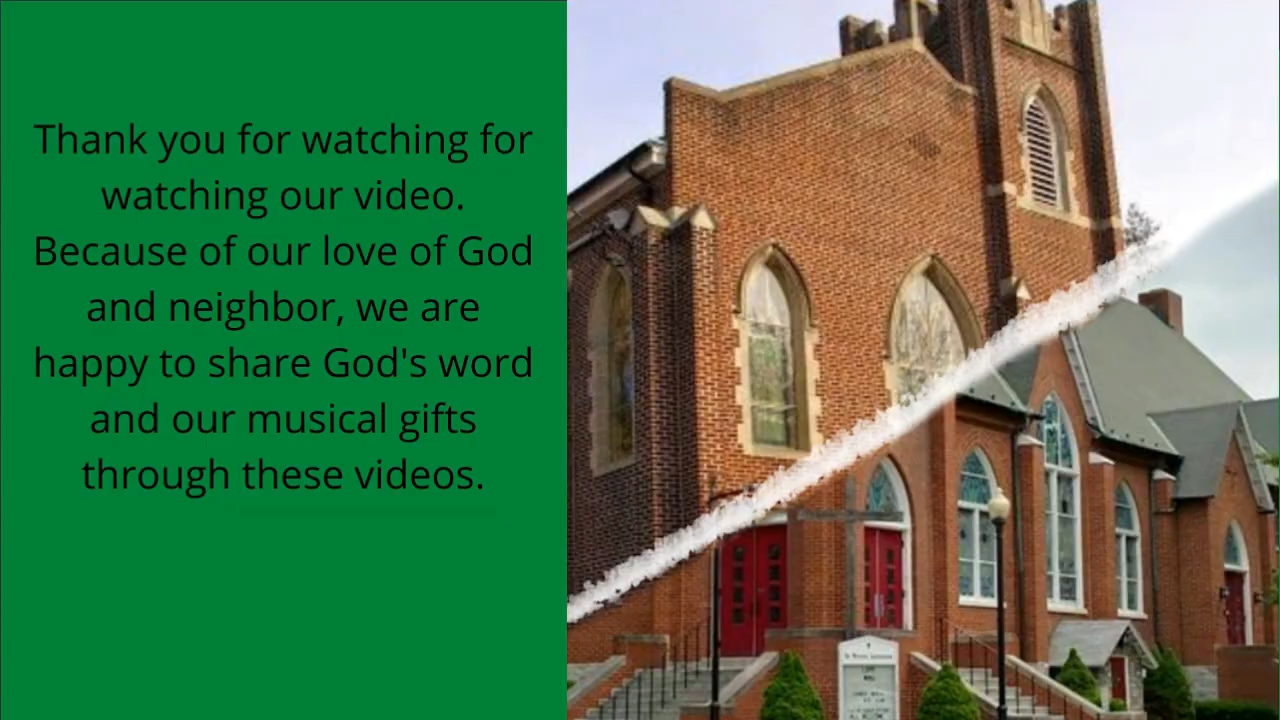 Thank you for watching for
watching our video.
Because of our love of God
and neighbor, we are
happy to share God's word
and our musical gifts
through these videos.